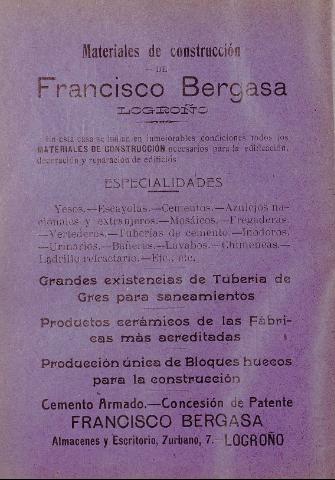 Materiales de construcción
— DE —
Francisco Bergasa
LOGROÑO
En esta casa se hallan en inmejorables condiciones todos los
MATERIALES DE CONSTRUCCIÓN necesarios para la edificación,
decoración y reparación de edificios
ESPECIALIDADES
Yesos.—Escayolas.—Cementos.—Azulejos na-
cionales y extranjeros.—Mosáicos.—Fregaderas.
—Vertederos.—Tuberías de cemento.—Inodoros.
—Urinarios.—Bañeras.—Lavabos.—Chimeneas.—
Ladrillo refractario.—Etc., etc.
Grandes existencias de Tubería de
Gres para saneamientos
Productos cerámicos de las Fábri-
cas más acreditadas
Producción única de Bloques huecos
para la construcción
Cemento Armado.—Concesión de Patente
FRANCISCO BERGASA
Almacenes y Escritorio, Zurbano, 7.—LOGROÑO